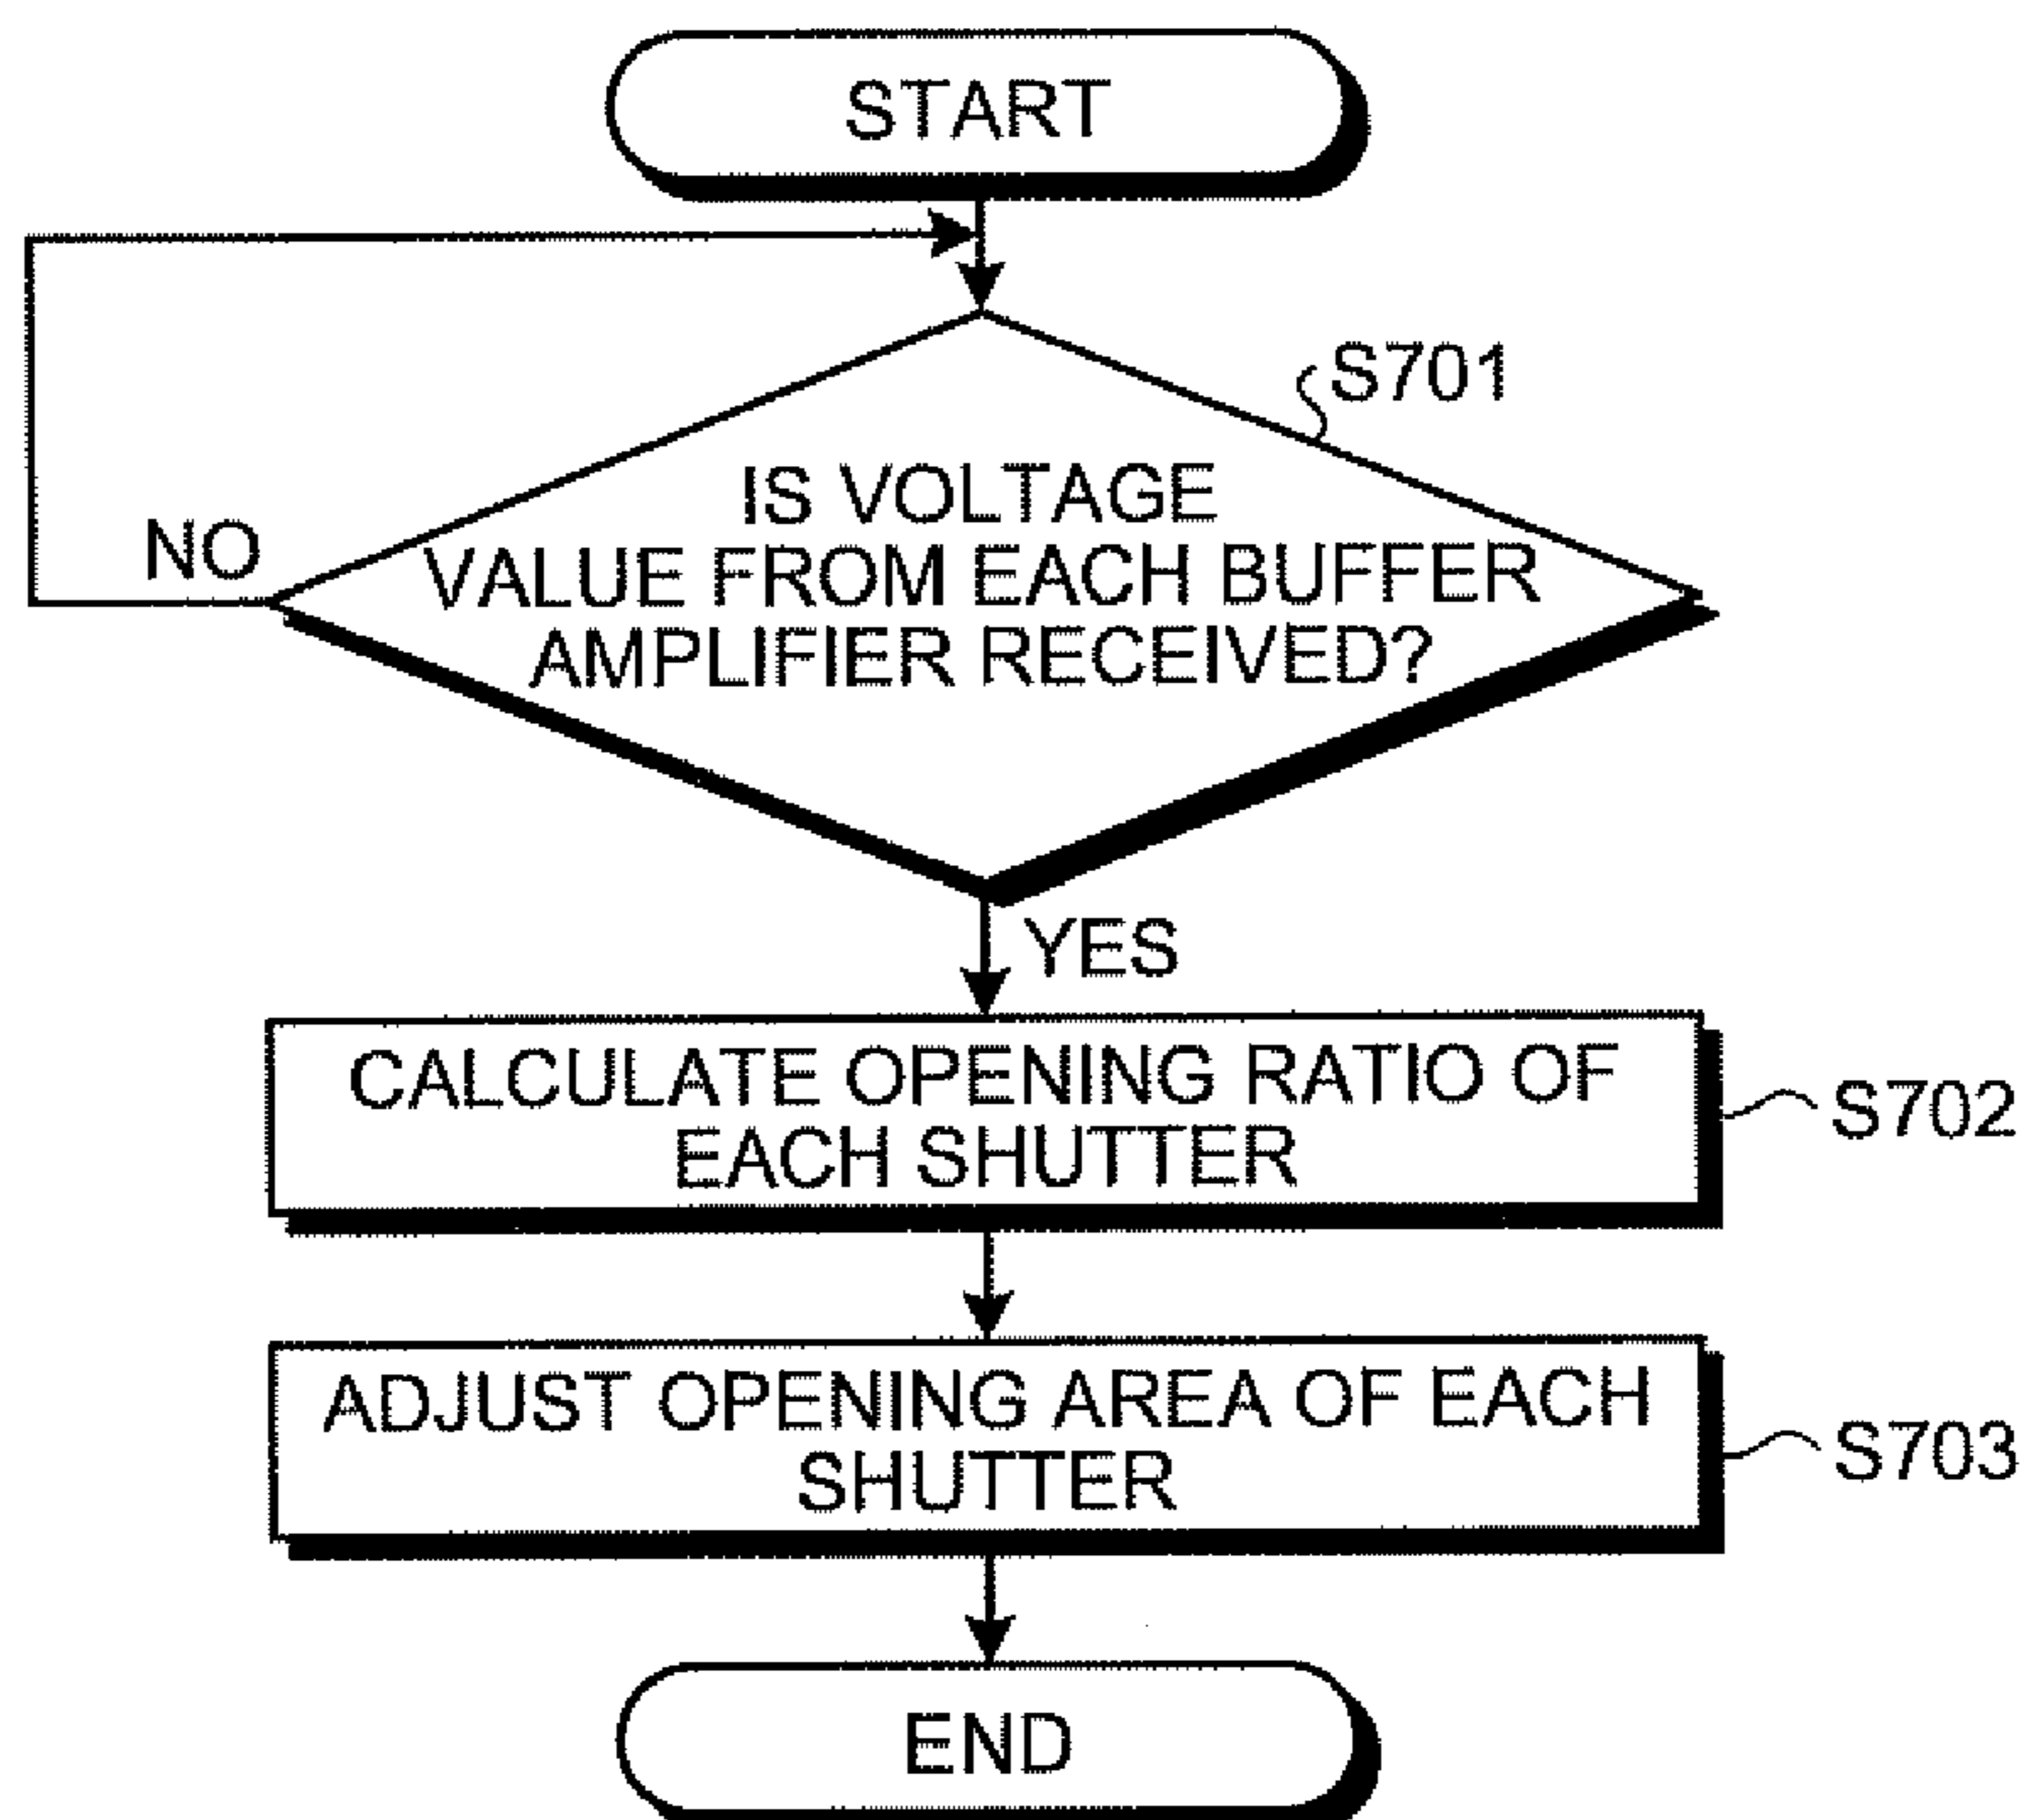 START
S701
IS VOLTAGE
VALUE FROM EACH BUFFER
AMPLIFIER RECEIVED?
NO
YES
CALCULATE OPENING RATIO OF
EACH SHUTTER
S702
ADJUST OPENING AREA OF EACH
SHUTTER
S703
END